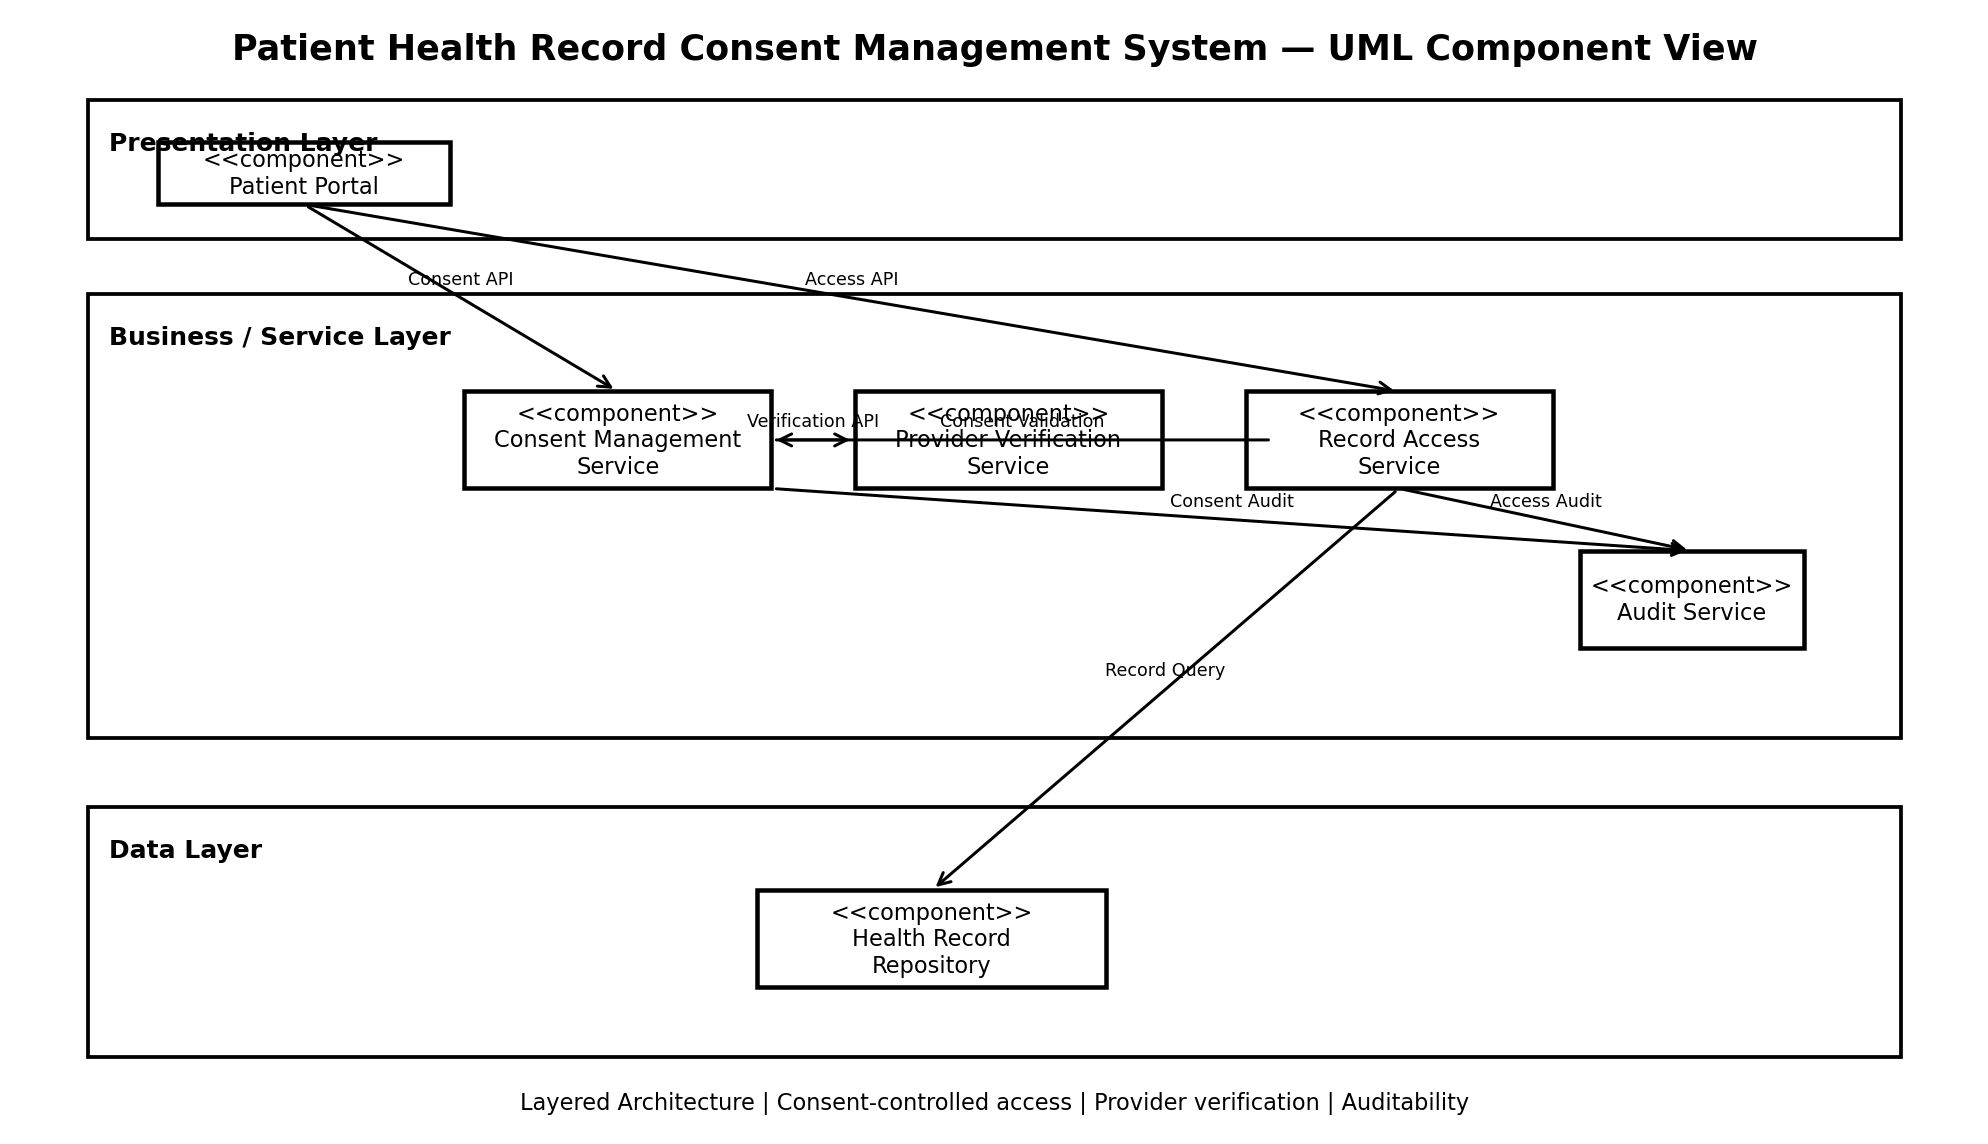 Patient Health Record Consent Management System — UML Component View
Presentation Layer
<<component>>
Patient Portal
Consent API
Access API
Business / Service Layer
<<component>>
Consent Management
Service
Verification API
<<component>>
Provider Verification
Service
Consent Validation
<<component>>
Record Access
Service
Consent Audit
Access Audit
<<component>>
Audit Service
Record Query
Data Layer
<<component>>
Health Record
Repository
Layered Architecture | Consent-controlled access | Provider verification | Auditability